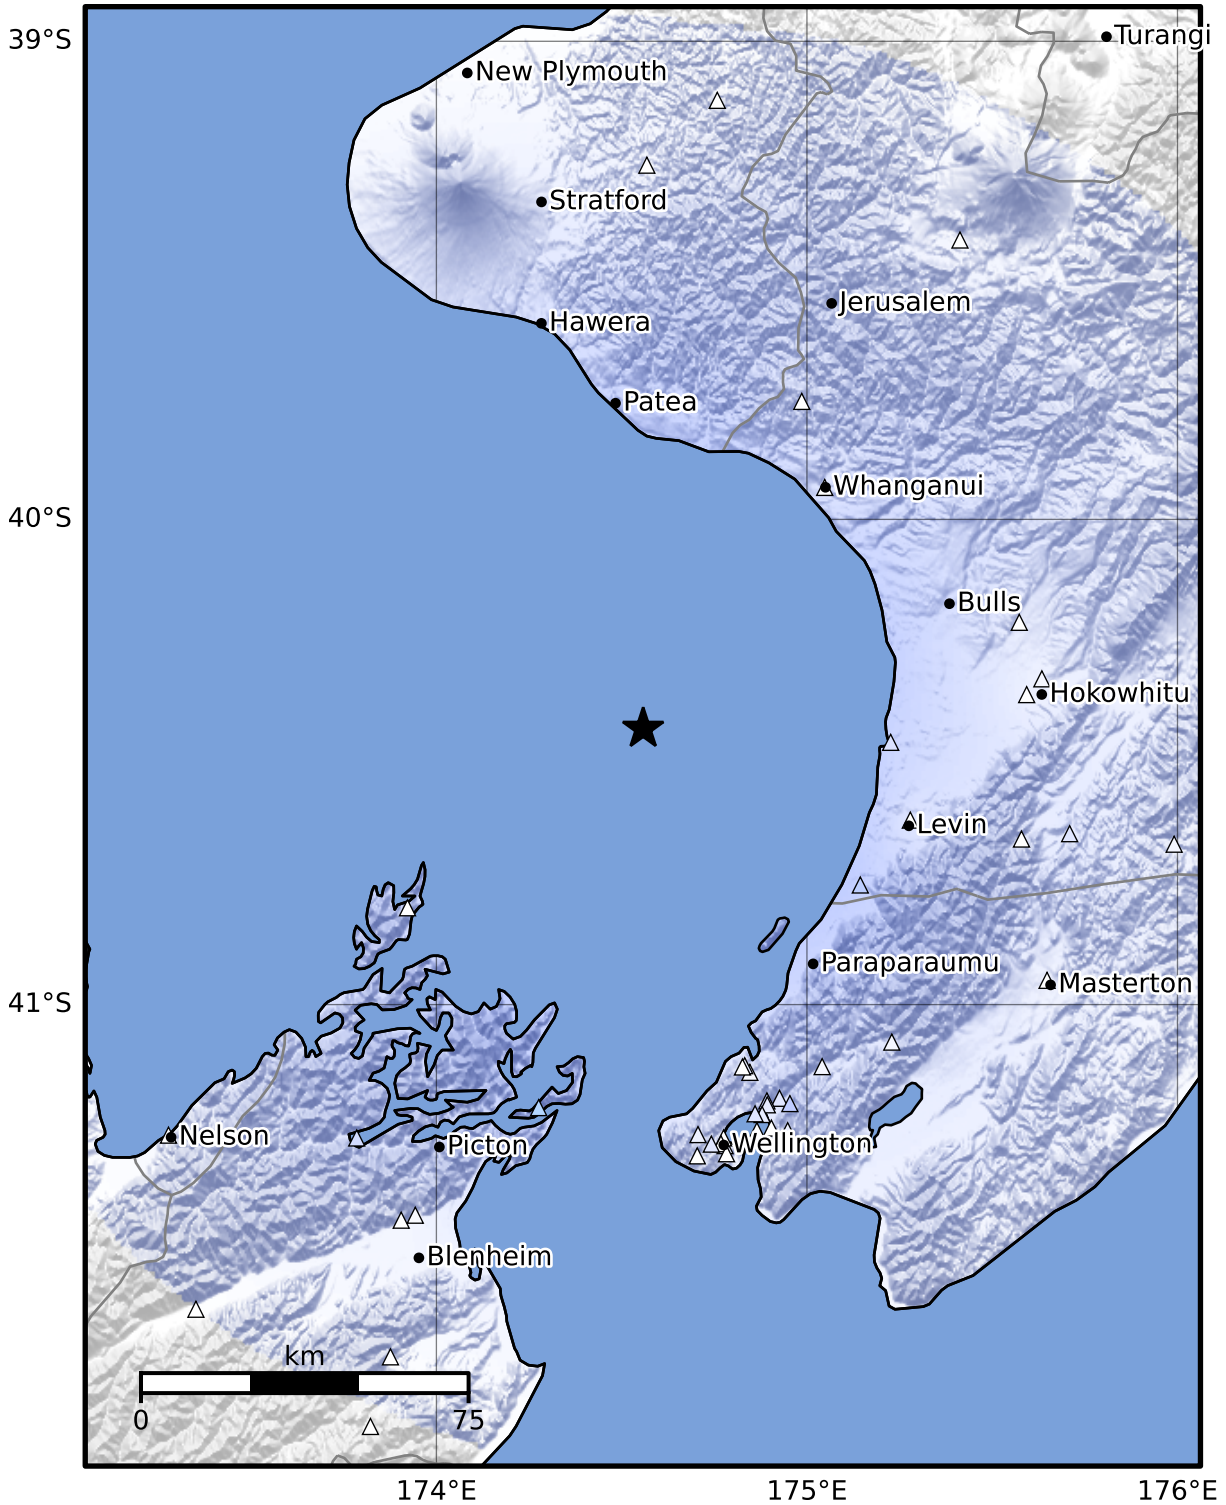 39°S
Turangi
New Plymouth
Stratford
Jerusalem
Hawera
Patea
Whanganui
40°S
Bulls
Hokowhitu
Levin
Paraparaumu
Masterton
41°S
Nelson
Picton
Wellington
Blenheim
km
0 75
174°E 175°E 176°E